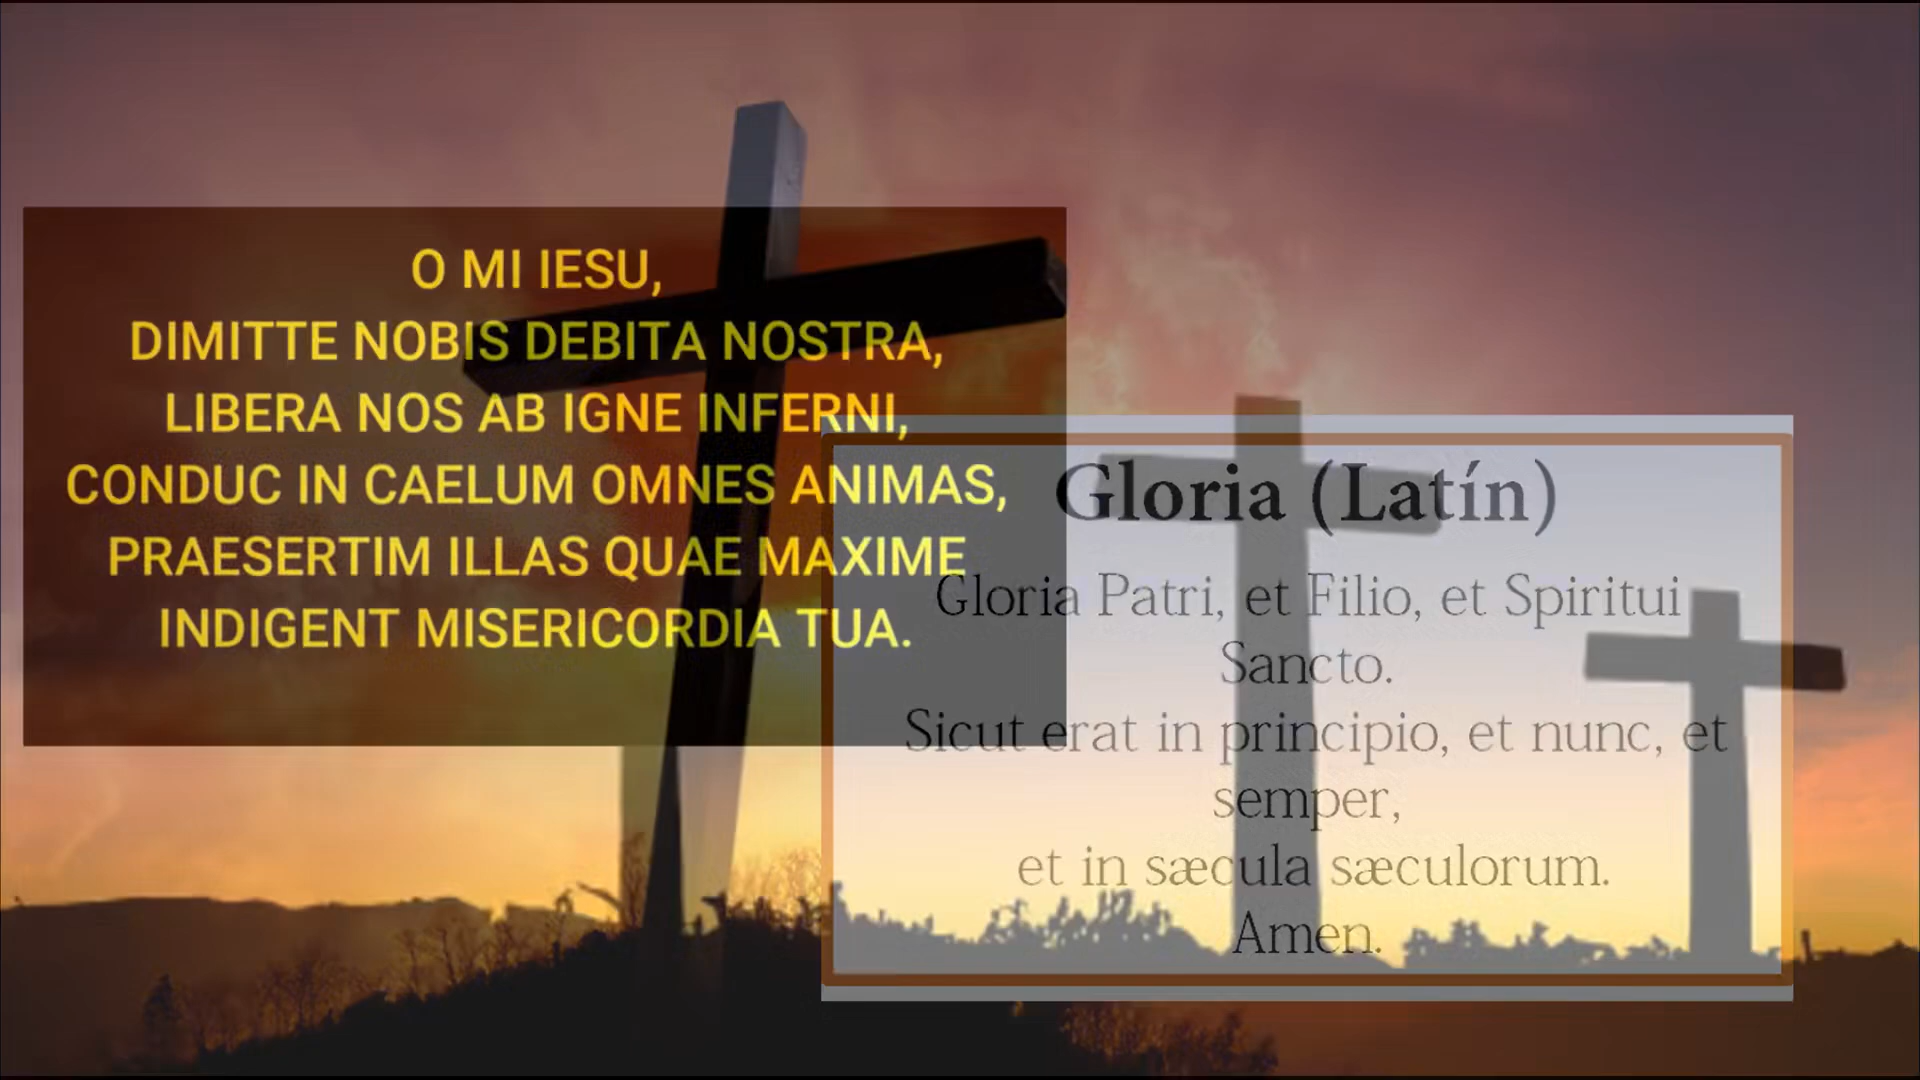 O MI IESU,
DIMITTE NOBIS DEBITA NOSTRA,
LIBERA NOS AB IGNE INFERNI,
CONDUC IN CAELUM OMNES ANIMAS,
PRAESERTIM ILLAS QUAE MAXIME
INDIGENT MISERICORDIA TUA.
Gloria (Latín)
Gloria Patri, et Filio, et Spiritui
Sancto.
Sicut erat in principio, et nunc, et
semper,
et in sæcula sæculorum.
Amen.